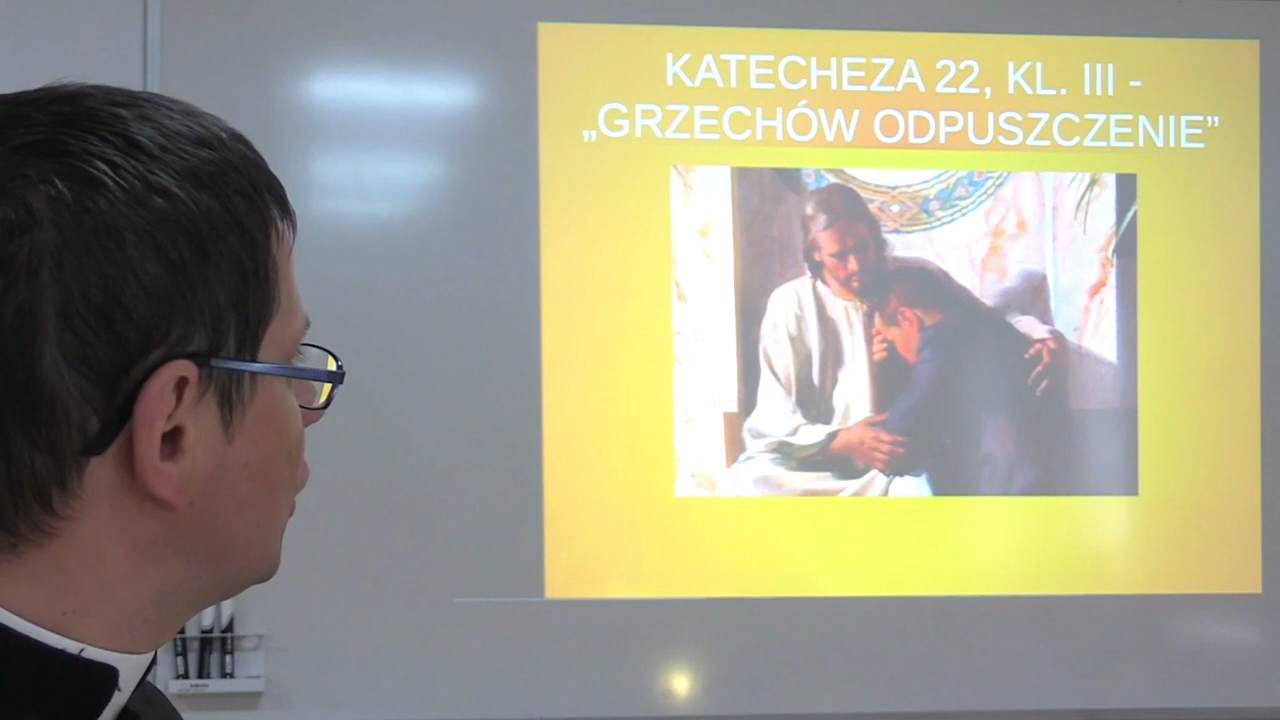 KATECHEZA 22, KL. III -
„GRZECHÓW ODPUSZCZENIE”